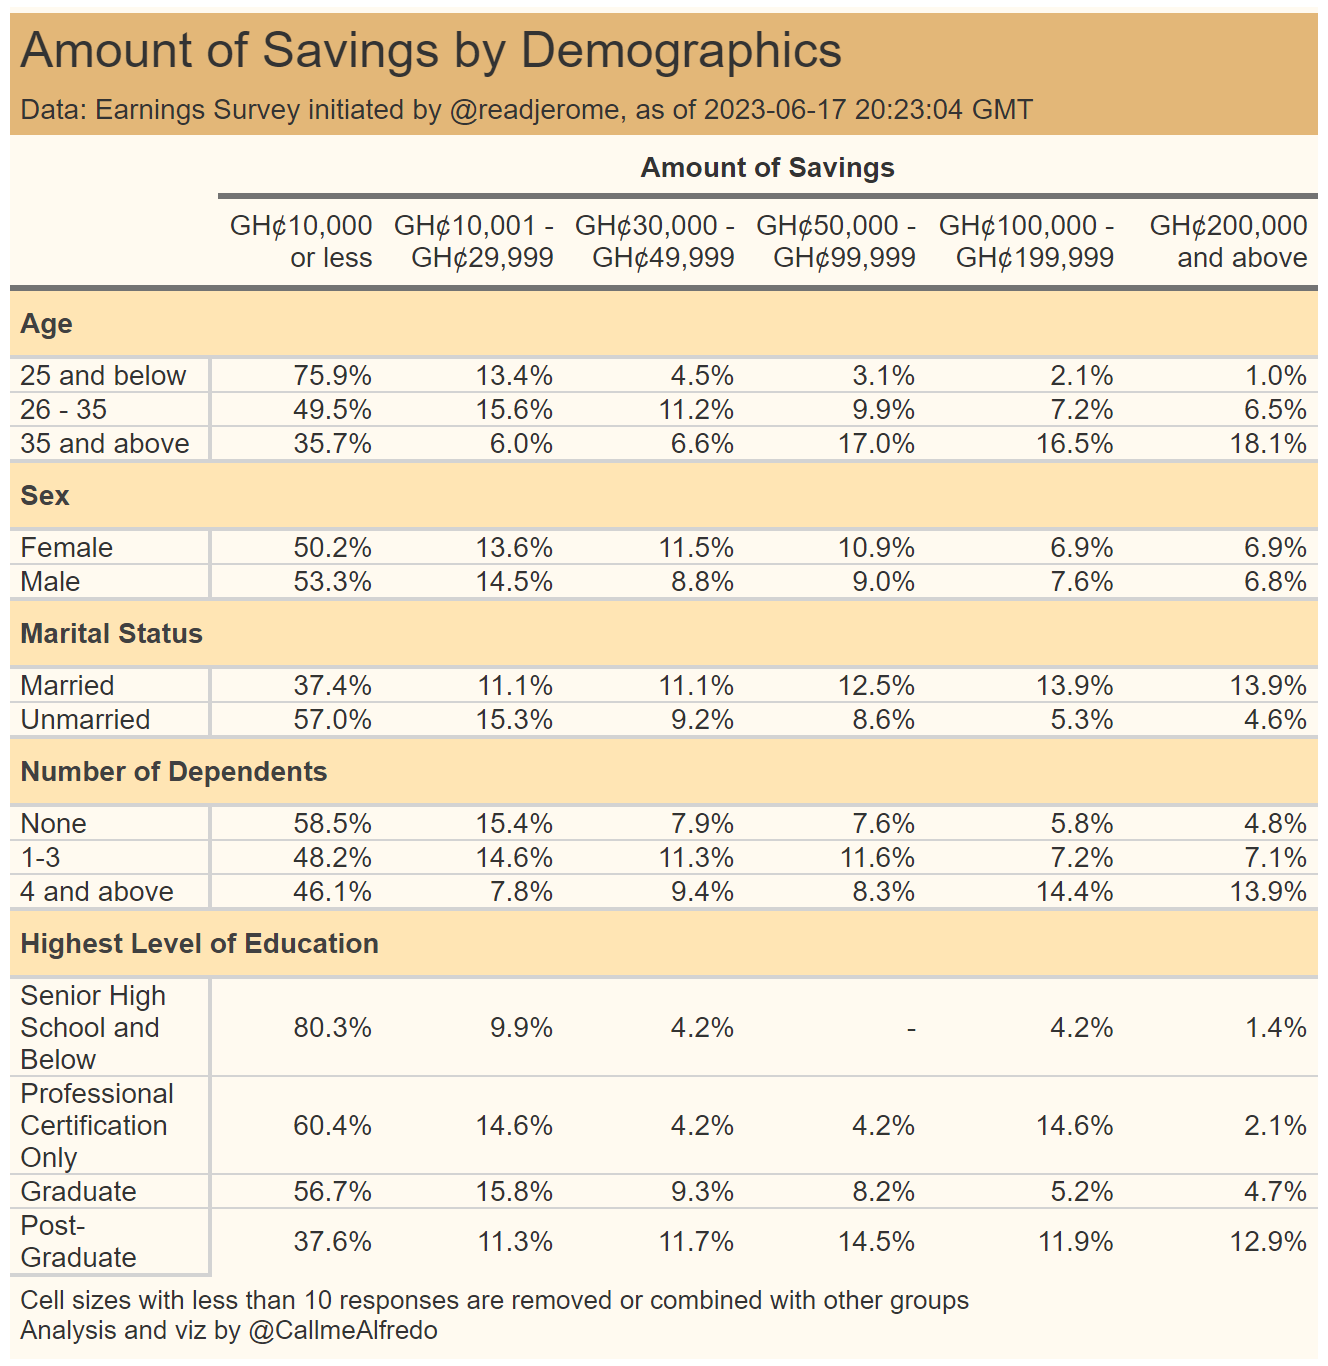 Amount of Savings by Demographics
Data: Earnings Survey initiated by @readjerome, as of 2023-06-17 20:23:04 GMT
Amount of Savings
GH₵10,000 or less GH₵10,001 - GH₵29,999 GH₵30,000 - GH₵49,999 GH₵50,000 - GH₵99,999 GH₵100,000 - GH₵199,999 GH₵200,000 and above
Age
25 and below 75.9% 13.4% 4.5% 3.1% 2.1% 1.0%
26 - 35 49.5% 15.6% 11.2% 9.9% 7.2% 6.5%
35 and above 35.7% 6.0% 6.6% 17.0% 16.5% 18.1%
Sex
Female 50.2% 13.6% 11.5% 10.9% 6.9% 6.9%
Male 53.3% 14.5% 8.8% 9.0% 7.6% 6.8%
Marital Status
Married 37.4% 11.1% 11.1% 12.5% 13.9% 13.9%
Unmarried 57.0% 15.3% 9.2% 8.6% 5.3% 4.6%
Number of Dependents
None 58.5% 15.4% 7.9% 7.6% 5.8% 4.8%
1-3 48.2% 14.6% 11.3% 11.6% 7.2% 7.1%
4 and above 46.1% 7.8% 9.4% 8.3% 14.4% 13.9%
Highest Level of Education
Senior High School and Below 80.3% 9.9% 4.2% - 4.2% 1.4%
Professional Certification Only 60.4% 14.6% 4.2% 4.2% 14.6% 2.1%
Graduate 56.7% 15.8% 9.3% 8.2% 5.2% 4.7%
Post-Graduate 37.6% 11.3% 11.7% 14.5% 11.9% 12.9%
Cell sizes with less than 10 responses are removed or combined with other groups
Analysis and viz by @CallmeAlfredo